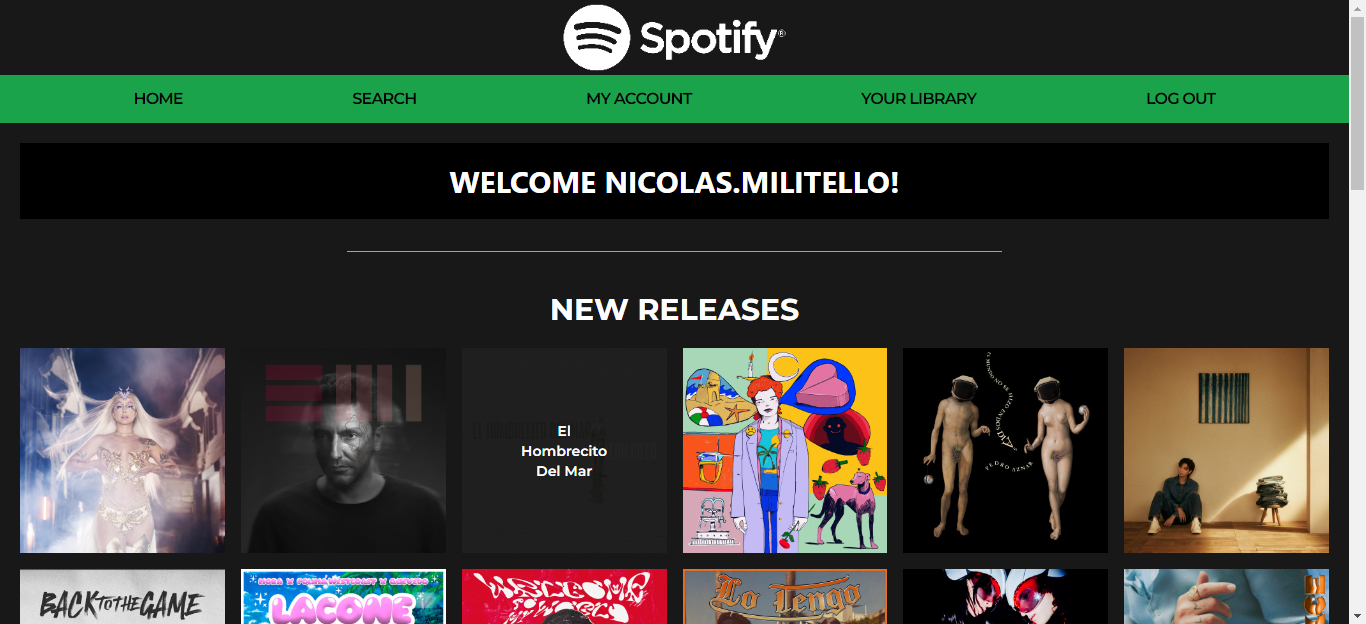 Spotify®
HOME
SEARCH
MY ACCOUNT
YOUR LIBRARY
LOG OUT
WELCOME NICOLAS.MILITELLO!
NEW RELEASES
El
Hombrecito
Del Mar
PEDRO AZNAR
BACK TO THE GAME
LACONE
WELCOME
Lo Tengo